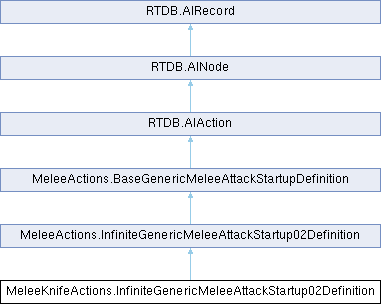 RTDB.AIRecord
RTDB.AINode
RTDB.AIAction
MeleeActions.BaseGenericMeleeAttackStartupDefinition
MeleeActions.InfiniteGenericMeleeAttackStartup02Definition
MeleeKnifeActions.InfiniteGenericMeleeAttackStartup02Definition